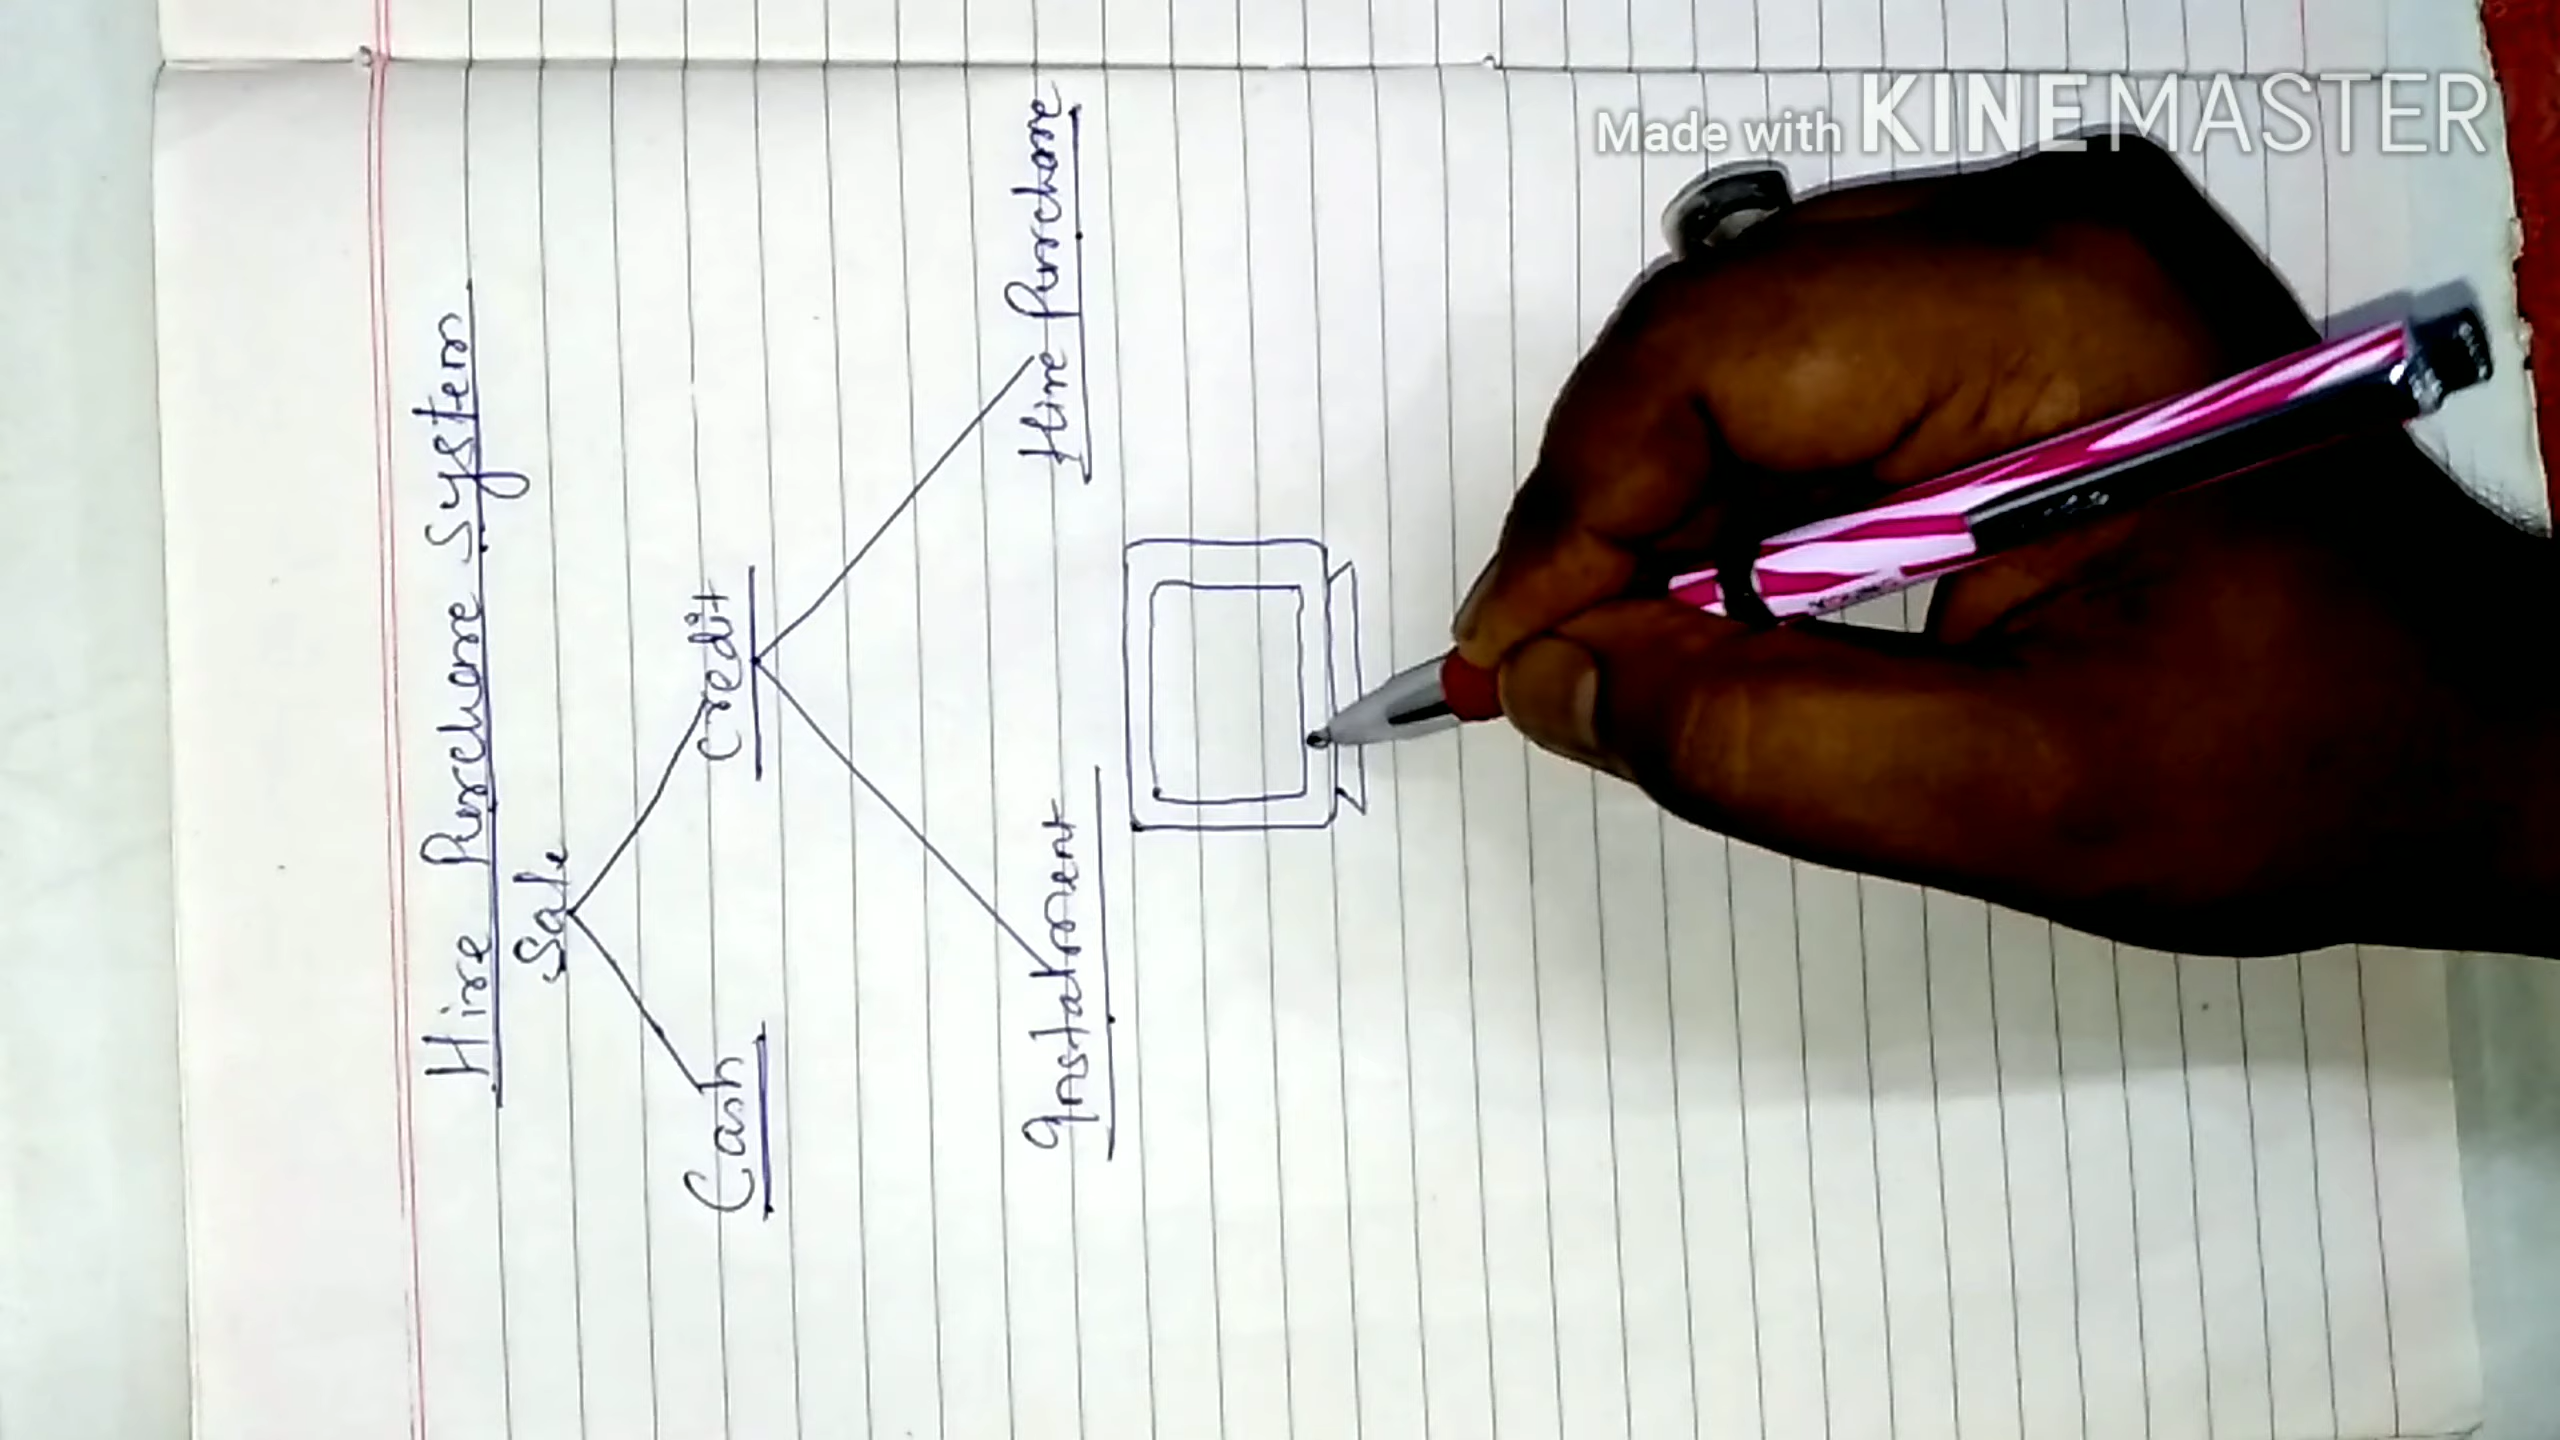 Hire Purchase System
Sale
Cash Credit
Instalment Hire Purchase
Made with KINEMASTER